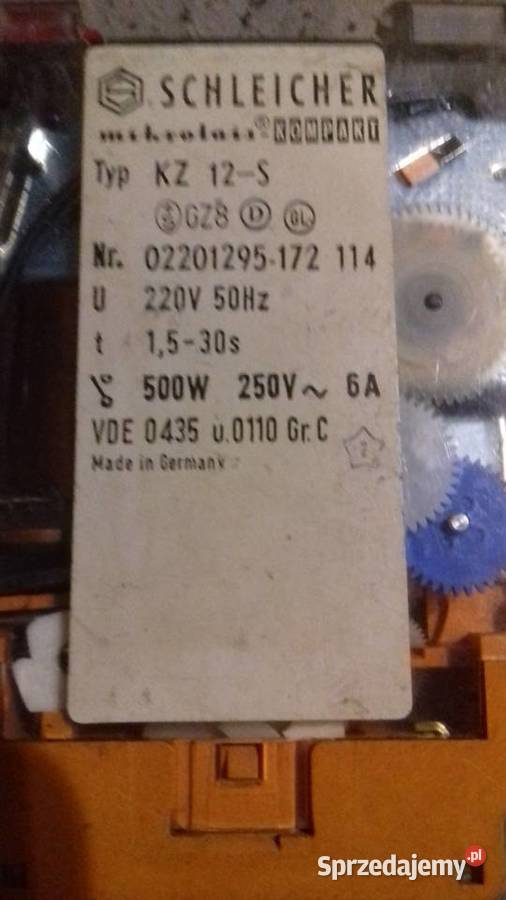 SCHLEICHER
mikrolais® KOMPAKT
Typ KZ 12-S
GZ8 D GL
Nr. 02201295-172 114
U 220V 50Hz
t 1,5-30s
500W 250V~ 6A
VDE 0435 u.0110 Gr.C
Made in Germany
Sprzedajemy.pl